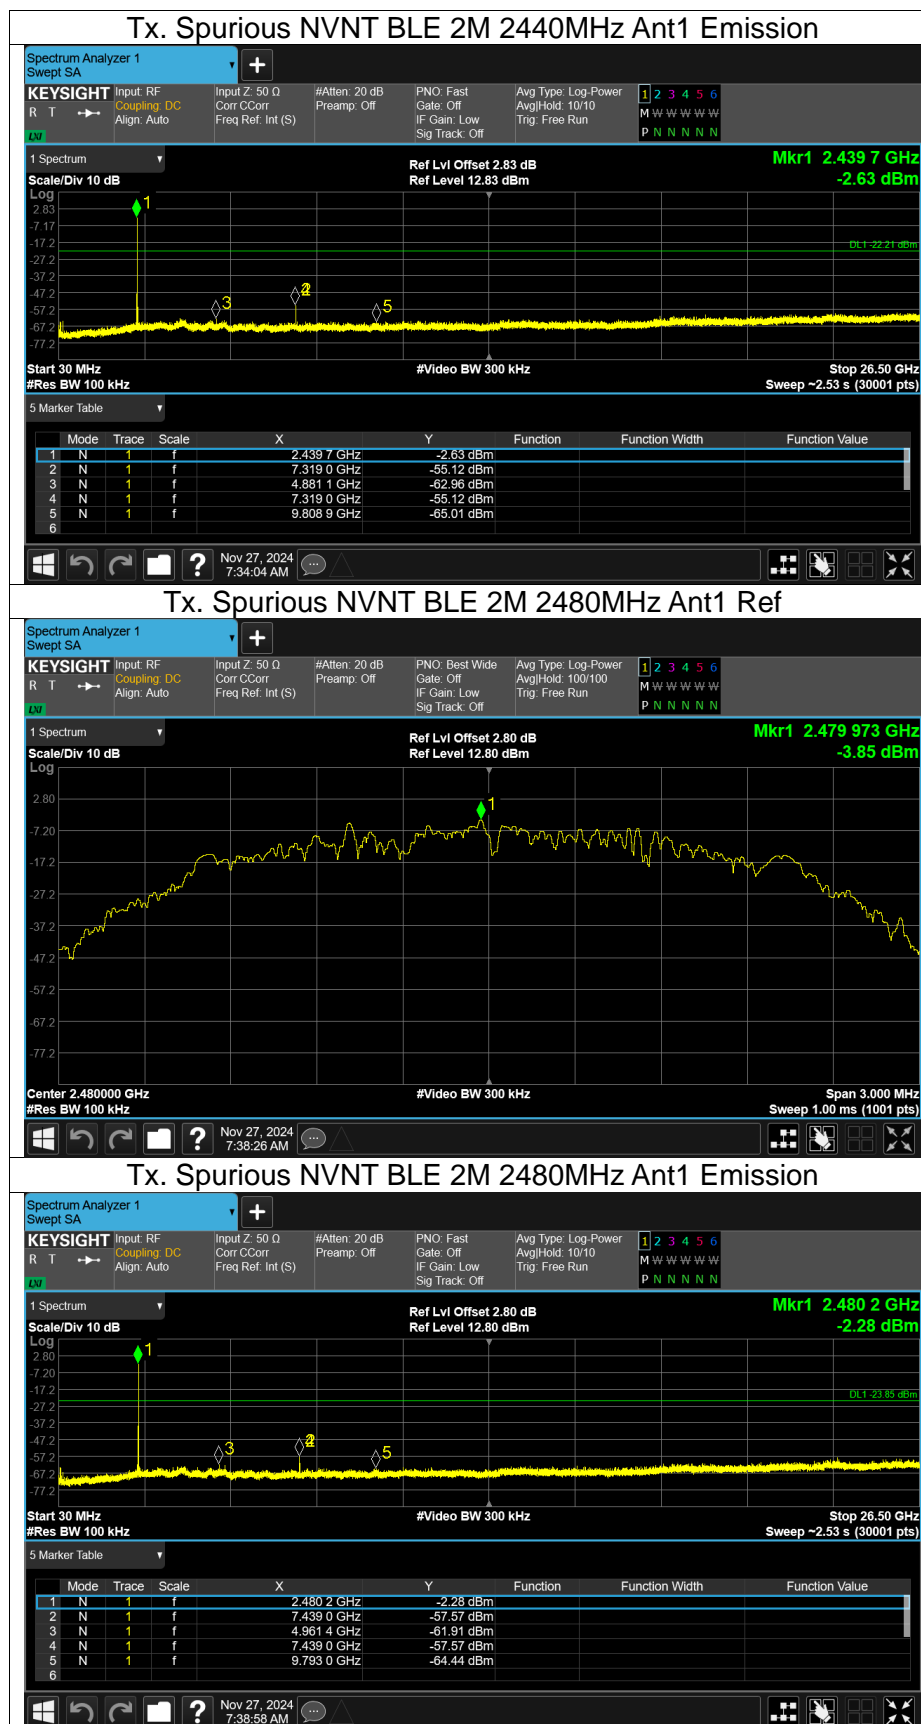 Tx. Spurious NVNT BLE 2M 2440MHz Ant1 Emission
Spectrum Analyzer 1
Swept SA
KEYSIGHT Input: RF Input Z: 50 Ω #Atten: 20 dB PNO: Fast Avg Type: Log-Power 1 2 3 4 5 6
R T Coupling: DC Corr CCorr Preamp: Off Gate: Off Avg|Hold: 10/10 M W W W W W
Align: Auto Freq Ref: Int (S) IF Gain: Low Trig: Free Run
LXI Sig Track: Off P N N N N N
1 Spectrum Ref Lvl Offset 2.83 dB Mkr1 2.439 7 GHz
Scale/Div 10 dB Ref Level 12.83 dBm -2.63 dBm
Log
1
2.83
-7.17
-17.2
DL1 -22.21 dBm
-27.2
-37.2
-47.2
-57.2
3
5
-67.2
-77.2
Start 30 MHz #Video BW 300 kHz Stop 26.50 GHz
#Res BW 100 kHz Sweep ~2.53 s (30001 pts)
5 Marker Table
Mode Trace Scale X Y Function Function Width Function Value
1 N 1 f 2.439 7 GHz -2.63 dBm
2 N 1 f 7.319 0 GHz -55.12 dBm
3 N 1 f 4.881 1 GHz -62.96 dBm
4 N 1 f 7.319 0 GHz -55.12 dBm
5 N 1 f 9.808 9 GHz -65.01 dBm
6
? Nov 27, 2024
7:34:04 AM
Tx. Spurious NVNT BLE 2M 2480MHz Ant1 Ref
Spectrum Analyzer 1
Swept SA
KEYSIGHT Input: RF Input Z: 50 Ω #Atten: 20 dB PNO: Best Wide Avg Type: Log-Power 1 2 3 4 5 6
R T Coupling: DC Corr CCorr Preamp: Off Gate: Off Avg|Hold: 100/100 M W W W W W
Align: Auto Freq Ref: Int (S) IF Gain: Low Trig: Free Run
LXI Sig Track: Off P N N N N N
1 Spectrum Ref Lvl Offset 2.80 dB Mkr1 2.479 973 GHz
Scale/Div 10 dB Ref Level 12.80 dBm -3.85 dBm
Log
2.80
1
-7.20
-17.2
-27.2
-37.2
-47.2
-57.2
-67.2
-77.2
Center 2.480000 GHz #Video BW 300 kHz Span 3.000 MHz
#Res BW 100 kHz Sweep 1.00 ms (1001 pts)
? Nov 27, 2024
7:38:26 AM
Tx. Spurious NVNT BLE 2M 2480MHz Ant1 Emission
Spectrum Analyzer 1
Swept SA
KEYSIGHT Input: RF Input Z: 50 Ω #Atten: 20 dB PNO: Fast Avg Type: Log-Power 1 2 3 4 5 6
R T Coupling: DC Corr CCorr Preamp: Off Gate: Off Avg|Hold: 10/10 M W W W W W
Align: Auto Freq Ref: Int (S) IF Gain: Low Trig: Free Run
LXI Sig Track: Off P N N N N N
1 Spectrum Ref Lvl Offset 2.80 dB Mkr1 2.480 2 GHz
Scale/Div 10 dB Ref Level 12.80 dBm -2.28 dBm
Log
1
2.80
-7.20
-17.2
DL1 -23.85 dBm
-27.2
-37.2
-47.2
3
5
-57.2
-67.2
-77.2
Start 30 MHz #Video BW 300 kHz Stop 26.50 GHz
#Res BW 100 kHz Sweep ~2.53 s (30001 pts)
5 Marker Table
Mode Trace Scale X Y Function Function Width Function Value
1 N 1 f 2.480 2 GHz -2.28 dBm
2 N 1 f 7.439 0 GHz -57.57 dBm
3 N 1 f 4.961 4 GHz -61.91 dBm
4 N 1 f 7.439 0 GHz -57.57 dBm
5 N 1 f 9.793 0 GHz -64.44 dBm
6
? Nov 27, 2024
7:38:58 AM